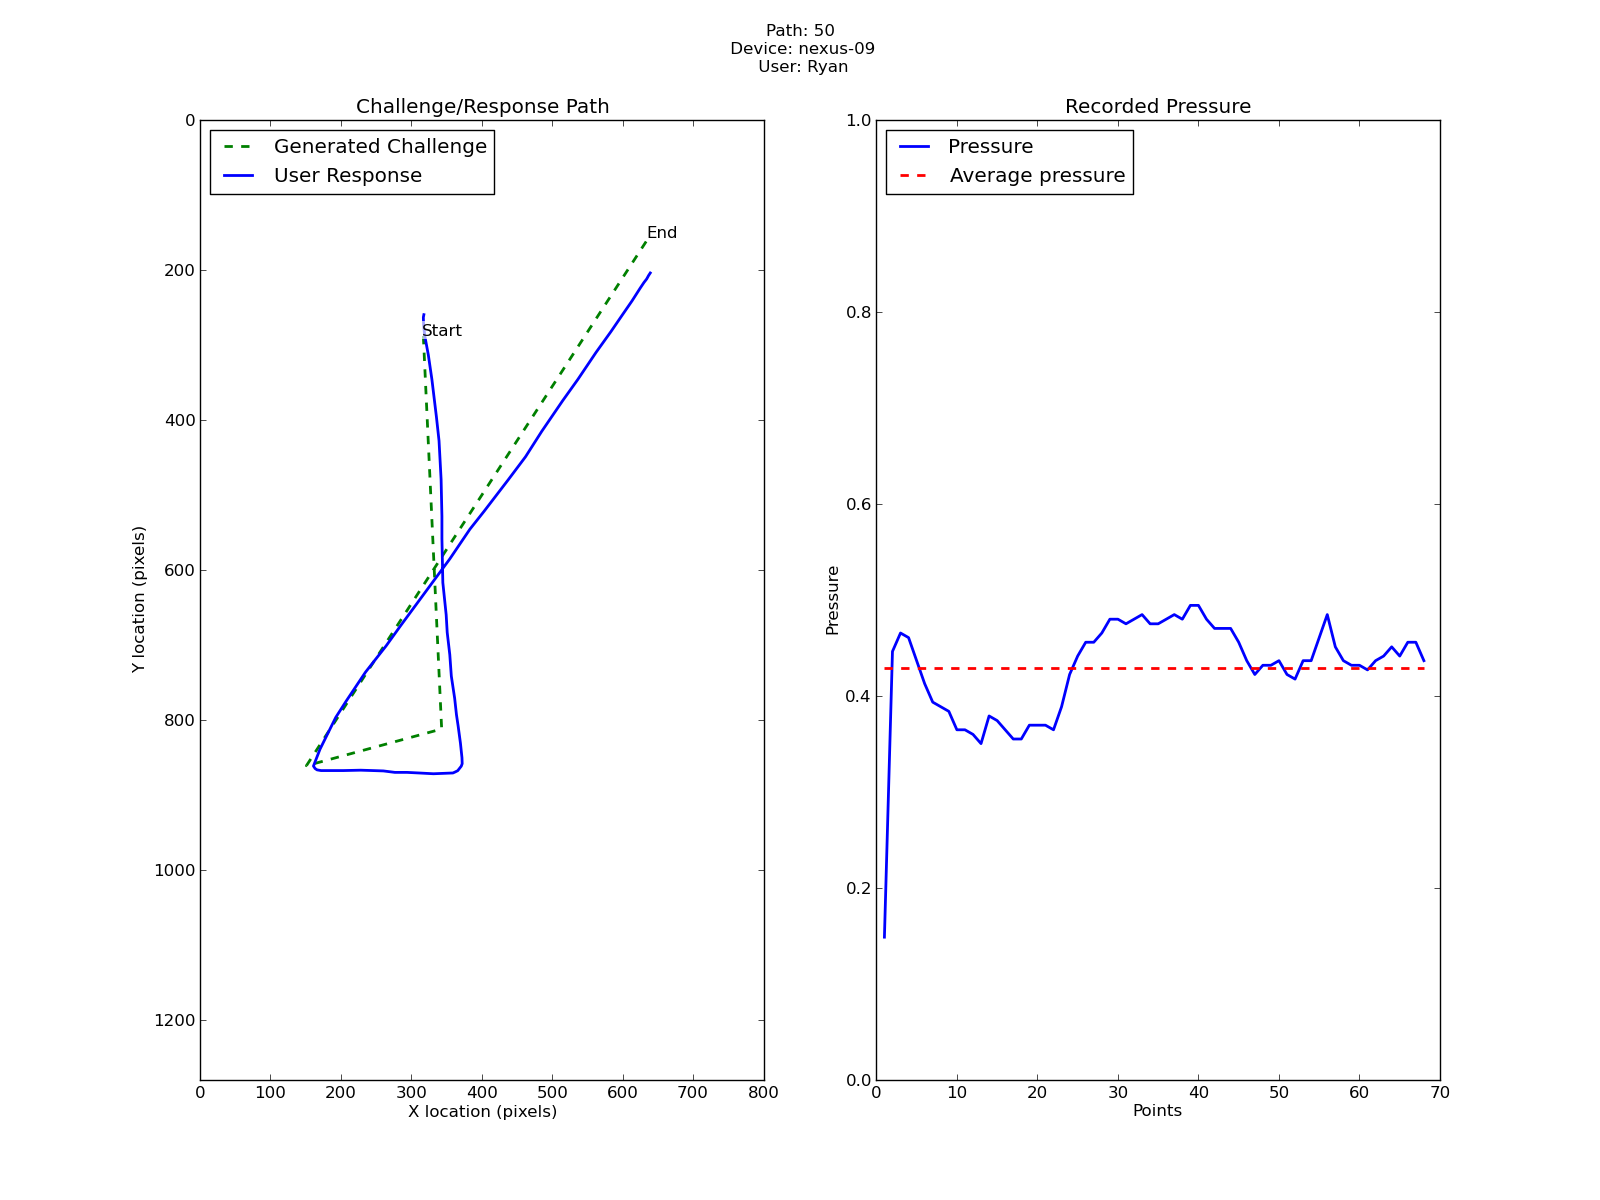 Path: 50
Device: nexus-09
User: Ryan
Challenge/Response Path
Generated Challenge
User Response
End
Start
0
200
400
600
800
1000
1200
Y location (pixels)
0 100 200 300 400 500 600 700 800
X location (pixels)
Recorded Pressure
Pressure
Average pressure
1.0
0.8
0.6
0.4
0.2
0.0
Pressure
0 10 20 30 40 50 60 70
Points